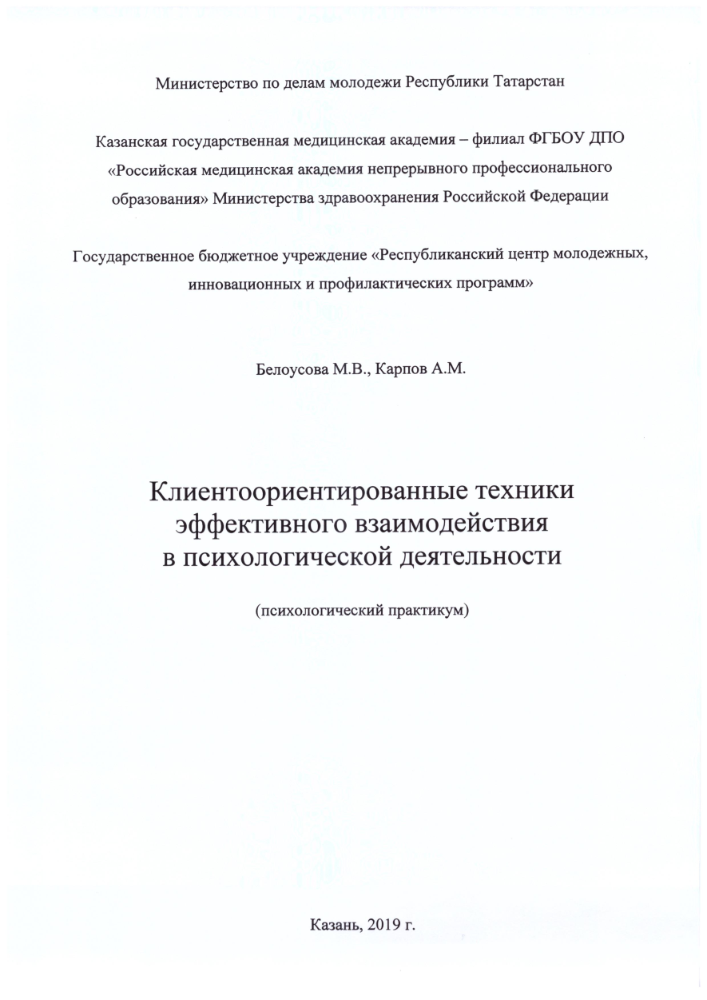 Министерство по делам молодежи Республики Татарстан
Казанская государственная медицинская академия – филиал ФГБОУ ДПО
«Российская медицинская академия непрерывного профессионального
образования» Министерства здравоохранения Российской Федерации
Государственное бюджетное учреждение «Республиканский центр молодежных,
инновационных и профилактических программ»
Белоусова М.В., Карпов А.М.
Клиентоориентированные техники
эффективного взаимодействия
в психологической деятельности
(психологический практикум)
Казань, 2019 г.